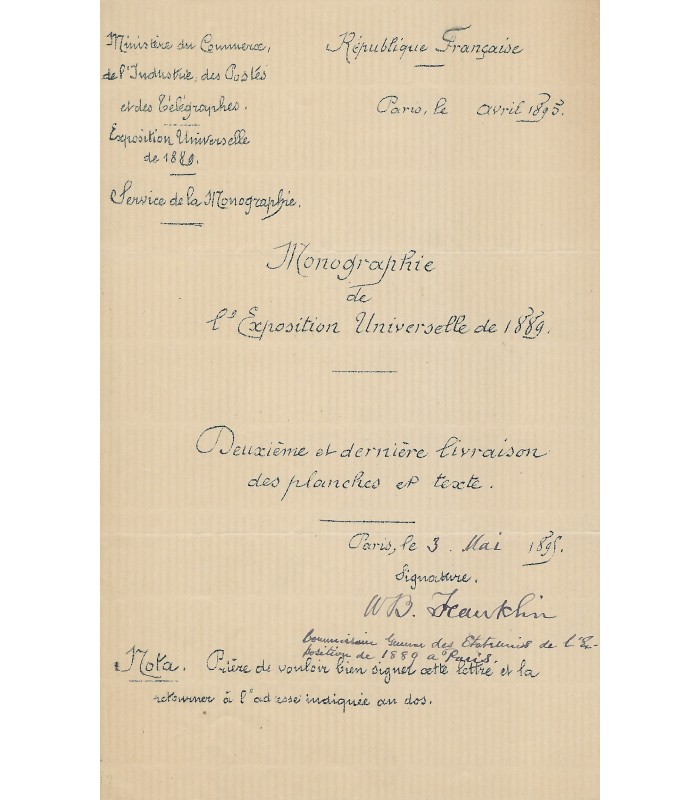 Ministère du Commerce,
de l'Industrie, des Postes
et des Télégraphes.
Exposition Universelle
de 1889.
Service de la Monographie.
République Française
Paris, le avril 1895.
Monographie
de
l'Exposition Universelle de 1889.
Deuxième et dernière livraison
des planches et texte.
Paris, le 3 Mai 1895.
Signature.
WB. Franklin
Commissaire des Etats unis de l'Ex-
position de 1889 a Paris.
Nota. Prière de vouloir bien signer cette lettre et la
retourner à l'adresse indiquée au dos.